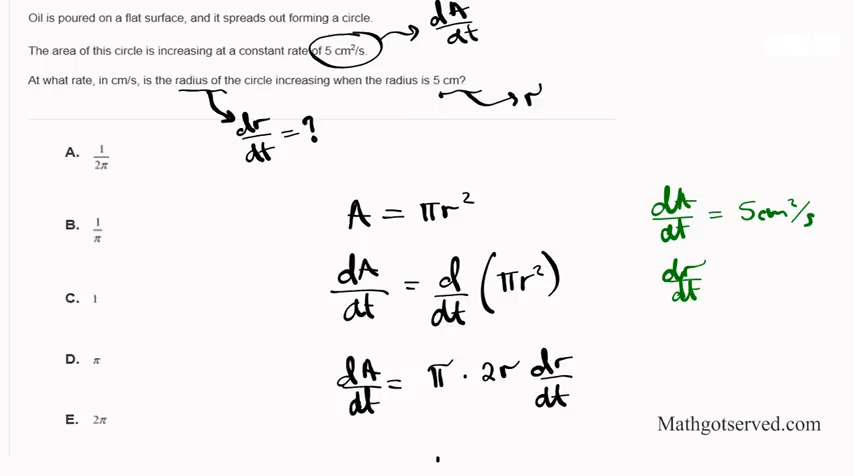 Oil is poured on a flat surface, and it spreads out forming a circle.
dA/dt
The area of this circle is increasing at a constant rate of 5 cm²/s.
At what rate, in cm/s, is the radius of the circle increasing when the radius is 5 cm?
r
dr/dt = ?
A. 1/2π
B. 1/π
C. 1
D. π
E. 2π
A = πr²
dA/dt = d/dt (πr²)
dA/dt = π · 2r dr/dt
dA/dt = 5cm²/s
dr/dt
Mathgotserved.com